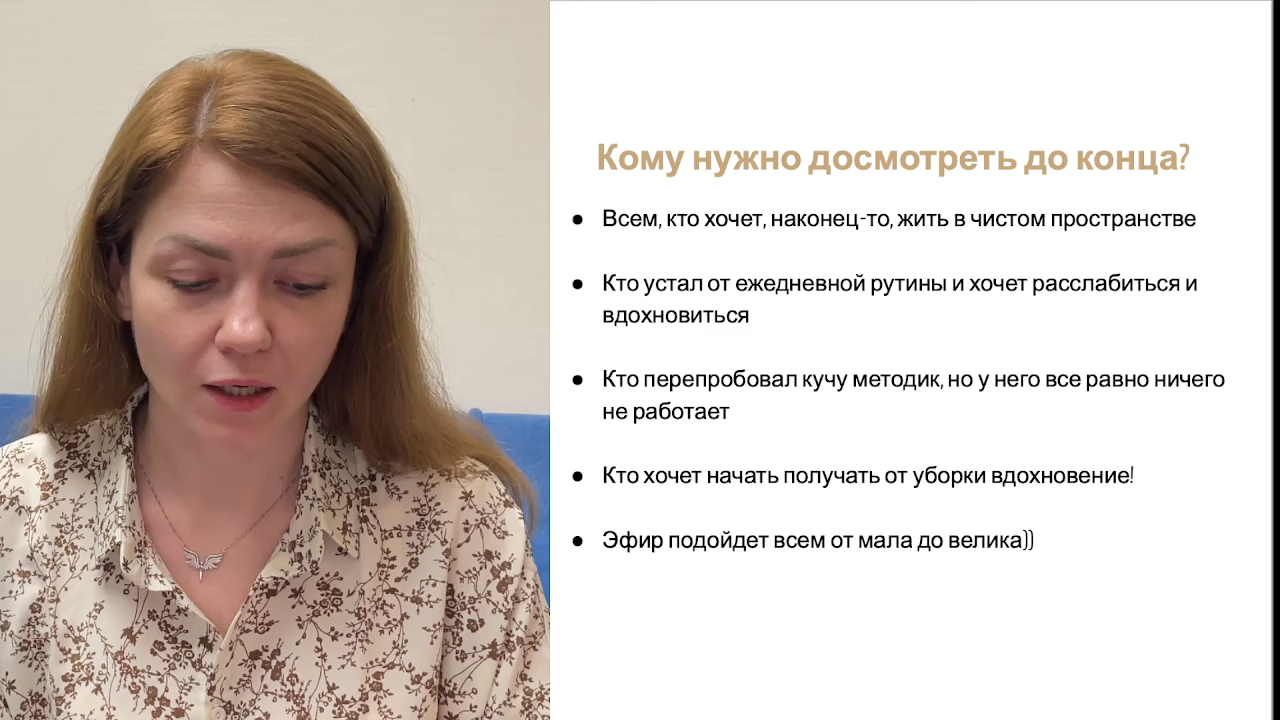 Кому нужно досмотреть до конца?
● Всем, кто хочет, наконец-то, жить в чистом пространстве
● Кто устал от ежедневной рутины и хочет расслабиться и
вдохновиться
● Кто перепробовал кучу методик, но у него все равно ничего
не работает
● Кто хочет начать получать от уборки вдохновение!
● Эфир подойдет всем от мала до велика))